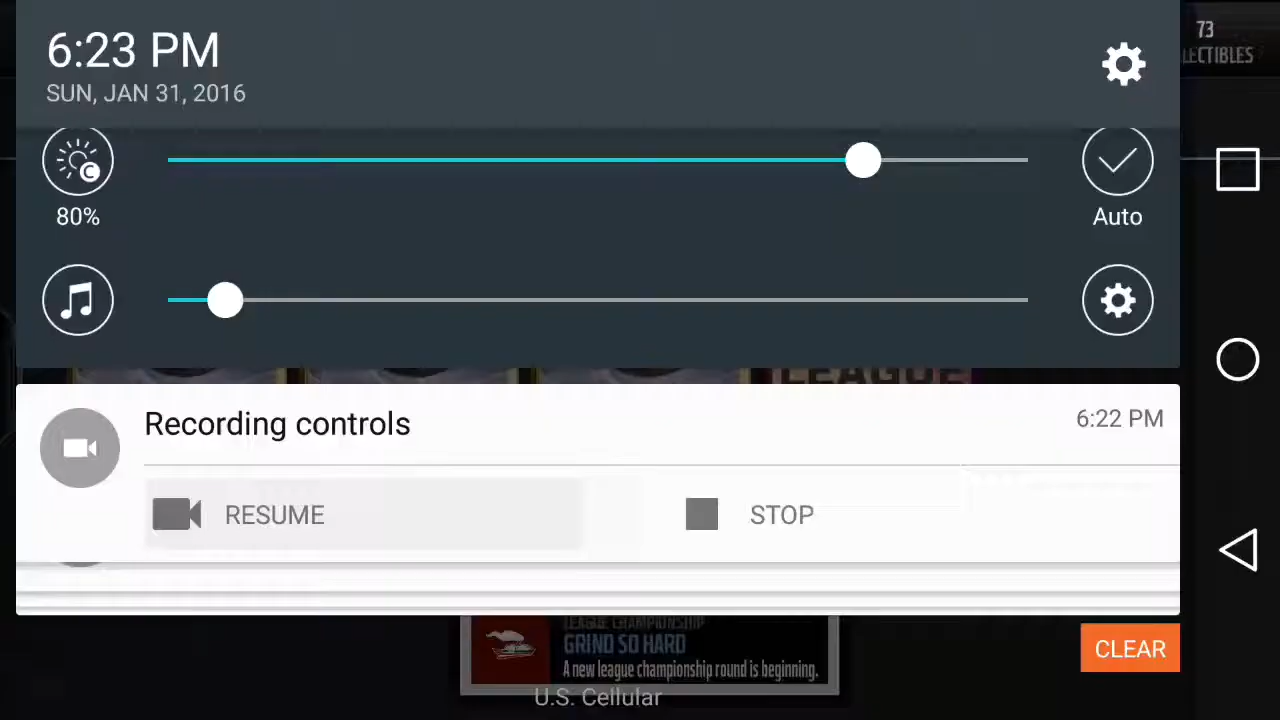 6:23 PM
SUN, JAN 31, 2016
73
LECTIBLES
80%
Auto
LEAGUE
Recording controls
6:22 PM
RESUME
STOP
LEAGUE CHAMPIONSHIP
GRIND SO HARD
A new league championship round is beginning.
CLEAR
U.S. Cellular